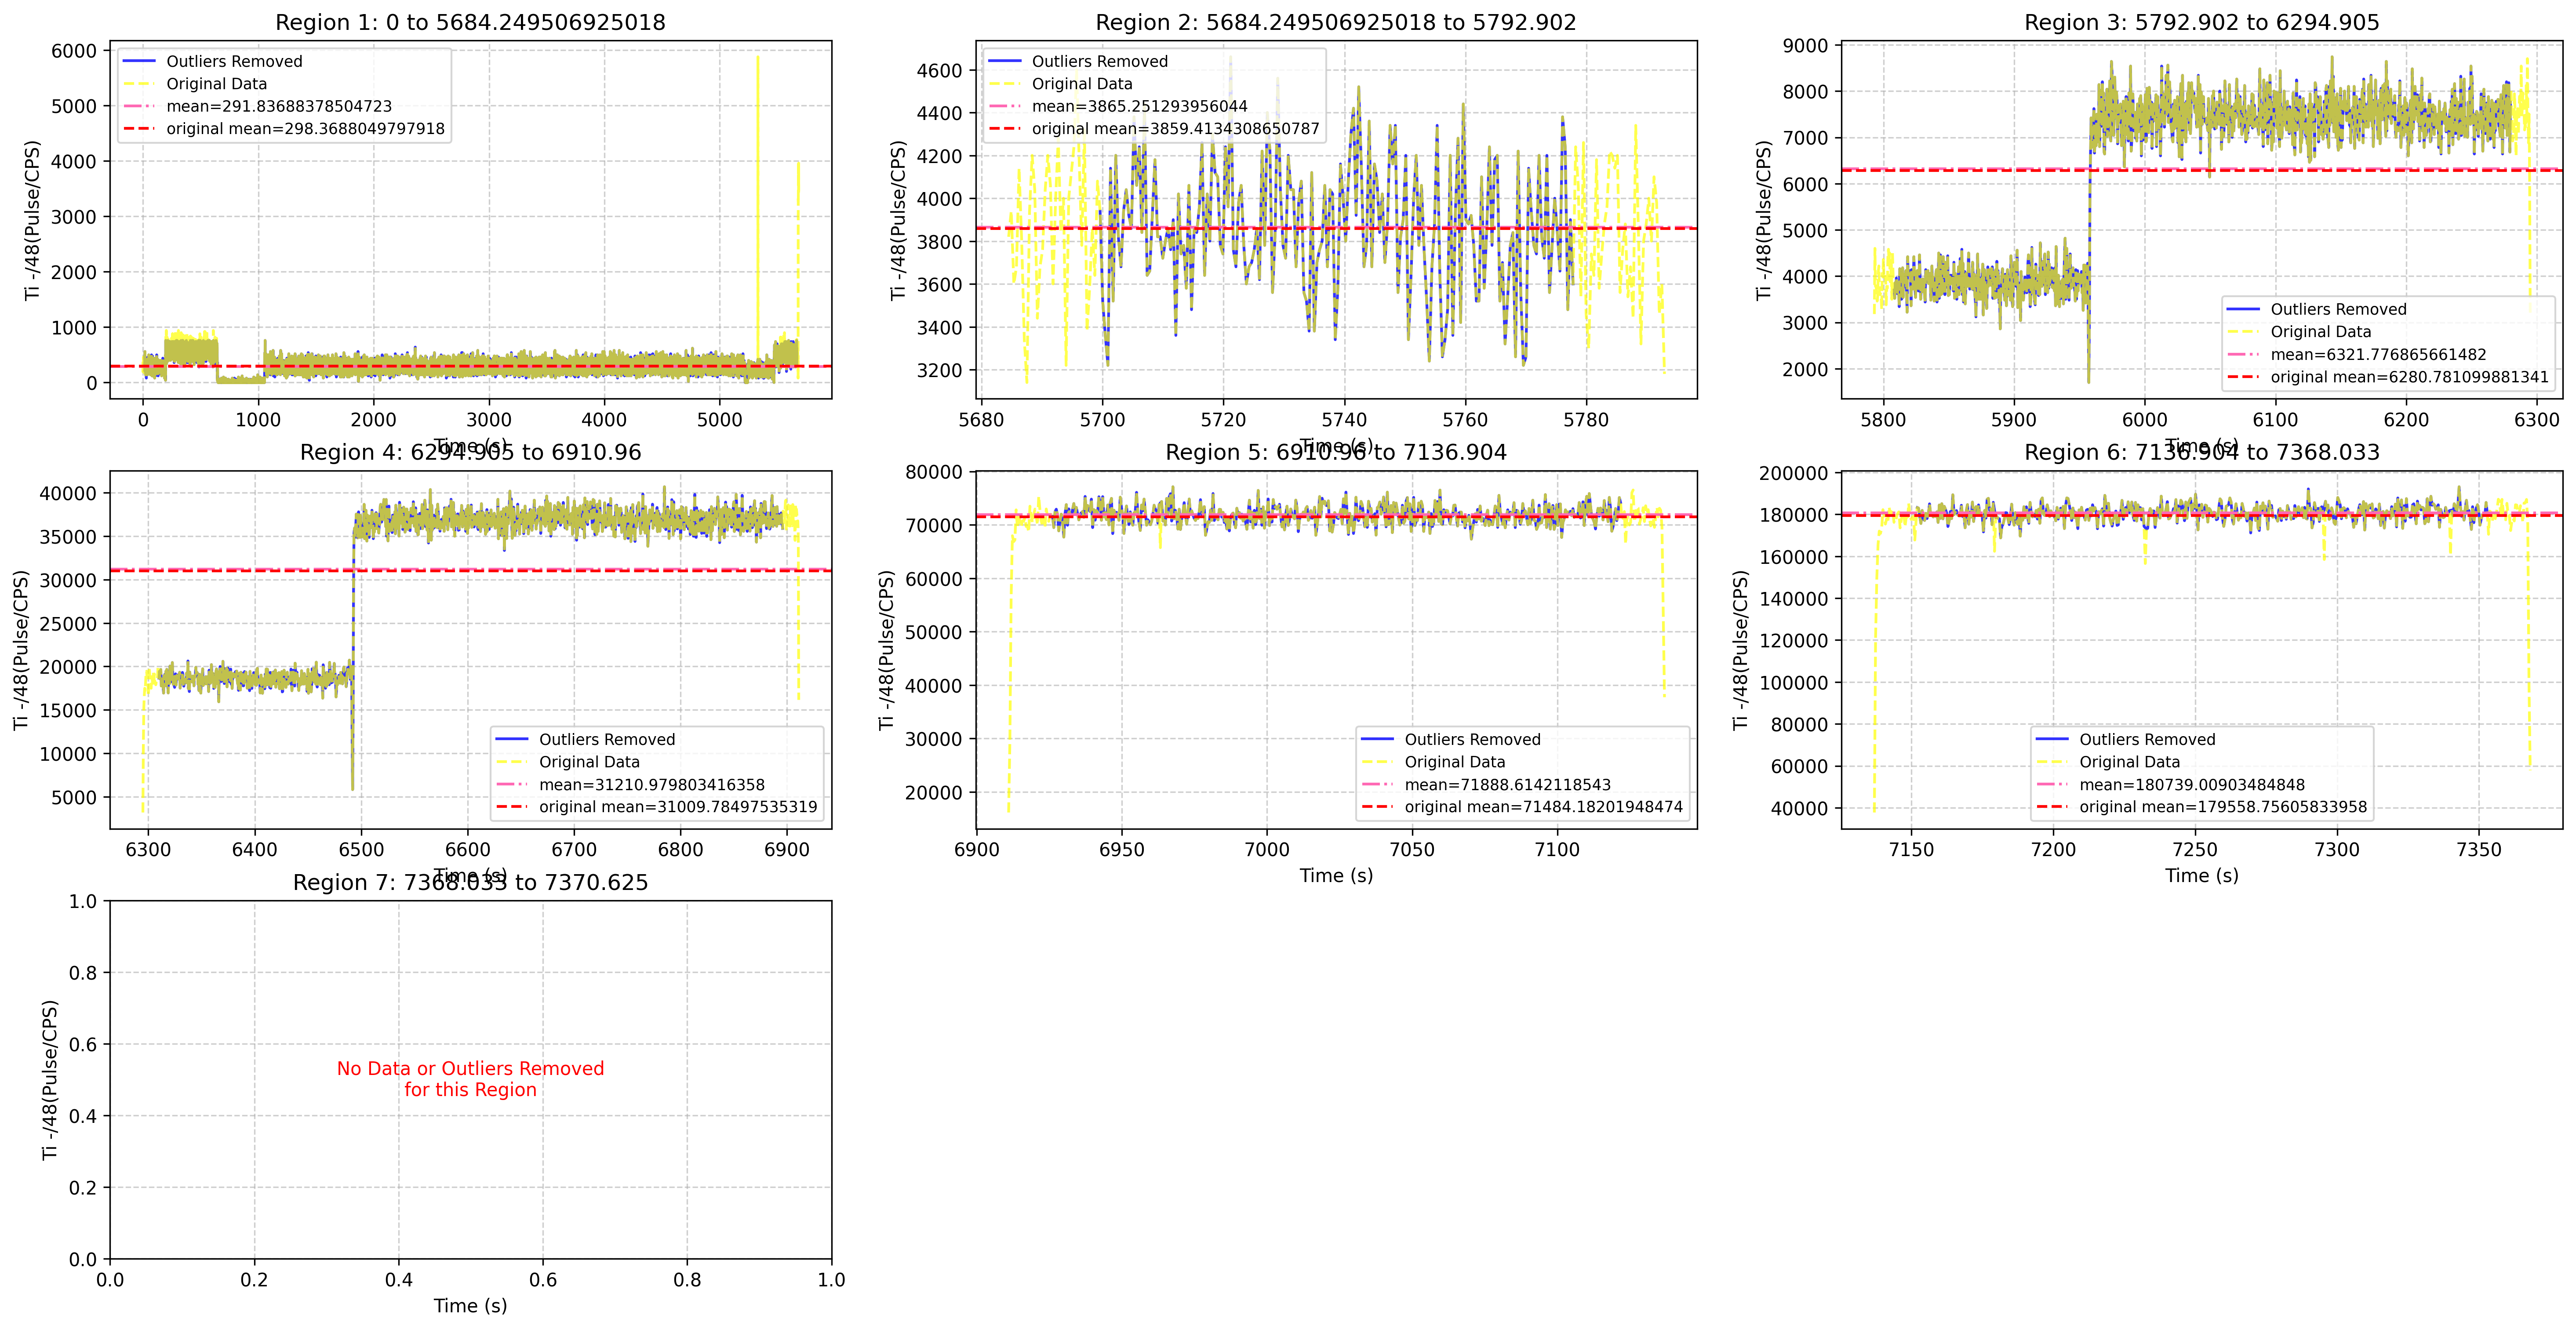 Region 1: 0 to 5684.249506925018
6000
5000
4000
3000
2000
1000
0
Ti -/48(Pulse/CPS)
Outliers Removed
Original Data
mean=291.83688378504723
original mean=298.3688049797918
0 1000 2000 3000 4000 5000
Time (s)
Region 2: 5684.249506925018 to 5792.902
4600
4400
4200
4000
3800
3600
3400
3200
Ti -/48(Pulse/CPS)
Outliers Removed
Original Data
mean=3865.251293956044
original mean=3859.4134308650787
5680 5700 5720 5740 5760 5780
Time (s)
Region 3: 5792.902 to 6294.905
9000
8000
7000
6000
5000
4000
3000
2000
Ti -/48(Pulse/CPS)
Outliers Removed
Original Data
mean=6321.776865661482
original mean=6280.781099881341
5800 5900 6000 6100 6200 6300
Time (s)
Region 4: 6294.905 to 6910.96
40000
35000
30000
25000
20000
15000
10000
5000
Ti -/48(Pulse/CPS)
Outliers Removed
Original Data
mean=31210.979803416358
original mean=31009.78497535319
6300 6400 6500 6600 6700 6800 6900
Time (s)
Region 5: 6910.96 to 7136.904
80000
70000
60000
50000
40000
30000
20000
Ti -/48(Pulse/CPS)
Outliers Removed
Original Data
mean=71888.6142118543
original mean=71484.18201948474
6900 6950 7000 7050 7100
Time (s)
Region 6: 7136.904 to 7368.033
200000
180000
160000
140000
120000
100000
80000
60000
40000
Ti -/48(Pulse/CPS)
Outliers Removed
Original Data
mean=180739.00903484848
original mean=179558.75605833958
7150 7200 7250 7300 7350
Time (s)
Region 7: 7368.033 to 7370.625
1.0
0.8
0.6
0.4
0.2
0.0
Ti -/48(Pulse/CPS)
No Data or Outliers Removed
for this Region
0.0 0.2 0.4 0.6 0.8 1.0
Time (s)